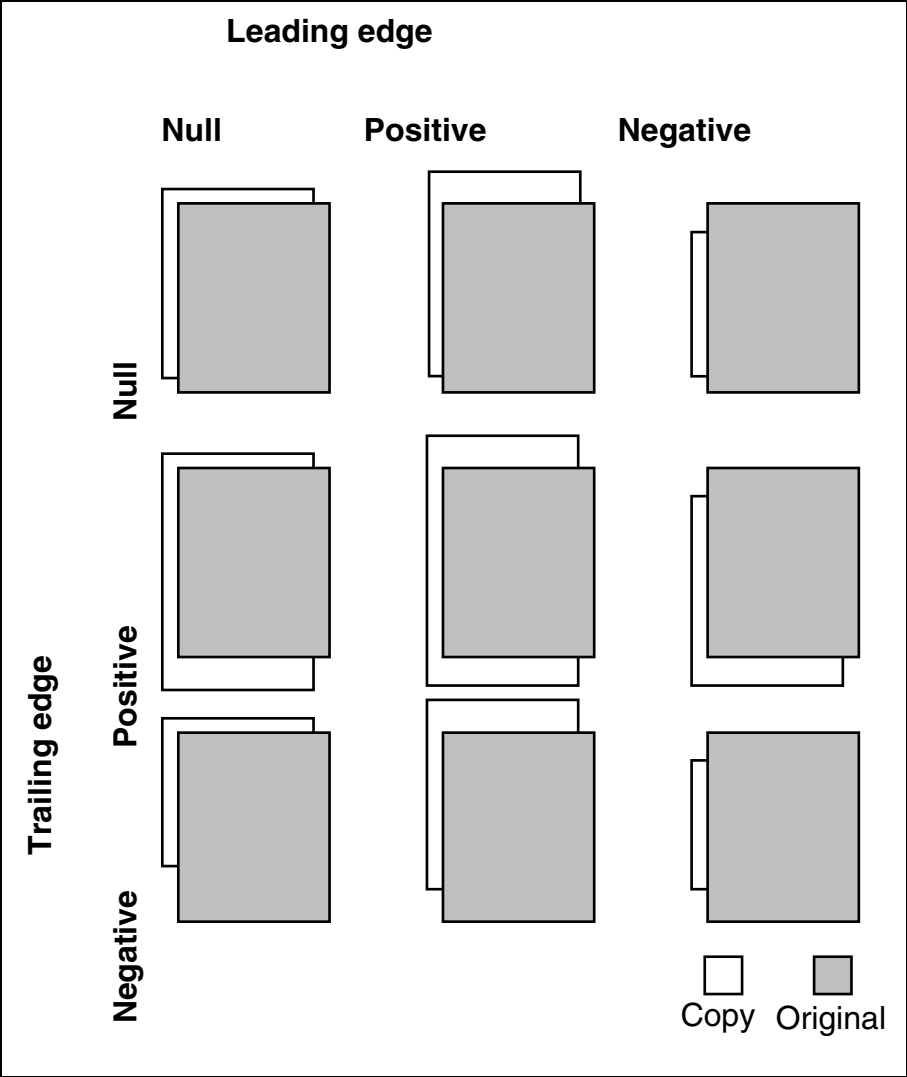 Leading edge
Null
Positive
Negative
Trailing edge
Null
Positive
Negative
Copy
Original